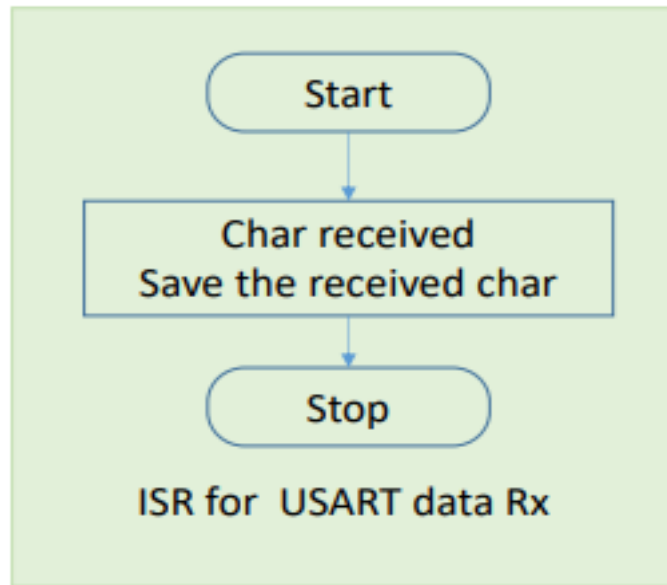 Start
Char received
Save the received char
Stop
ISR for USART data Rx